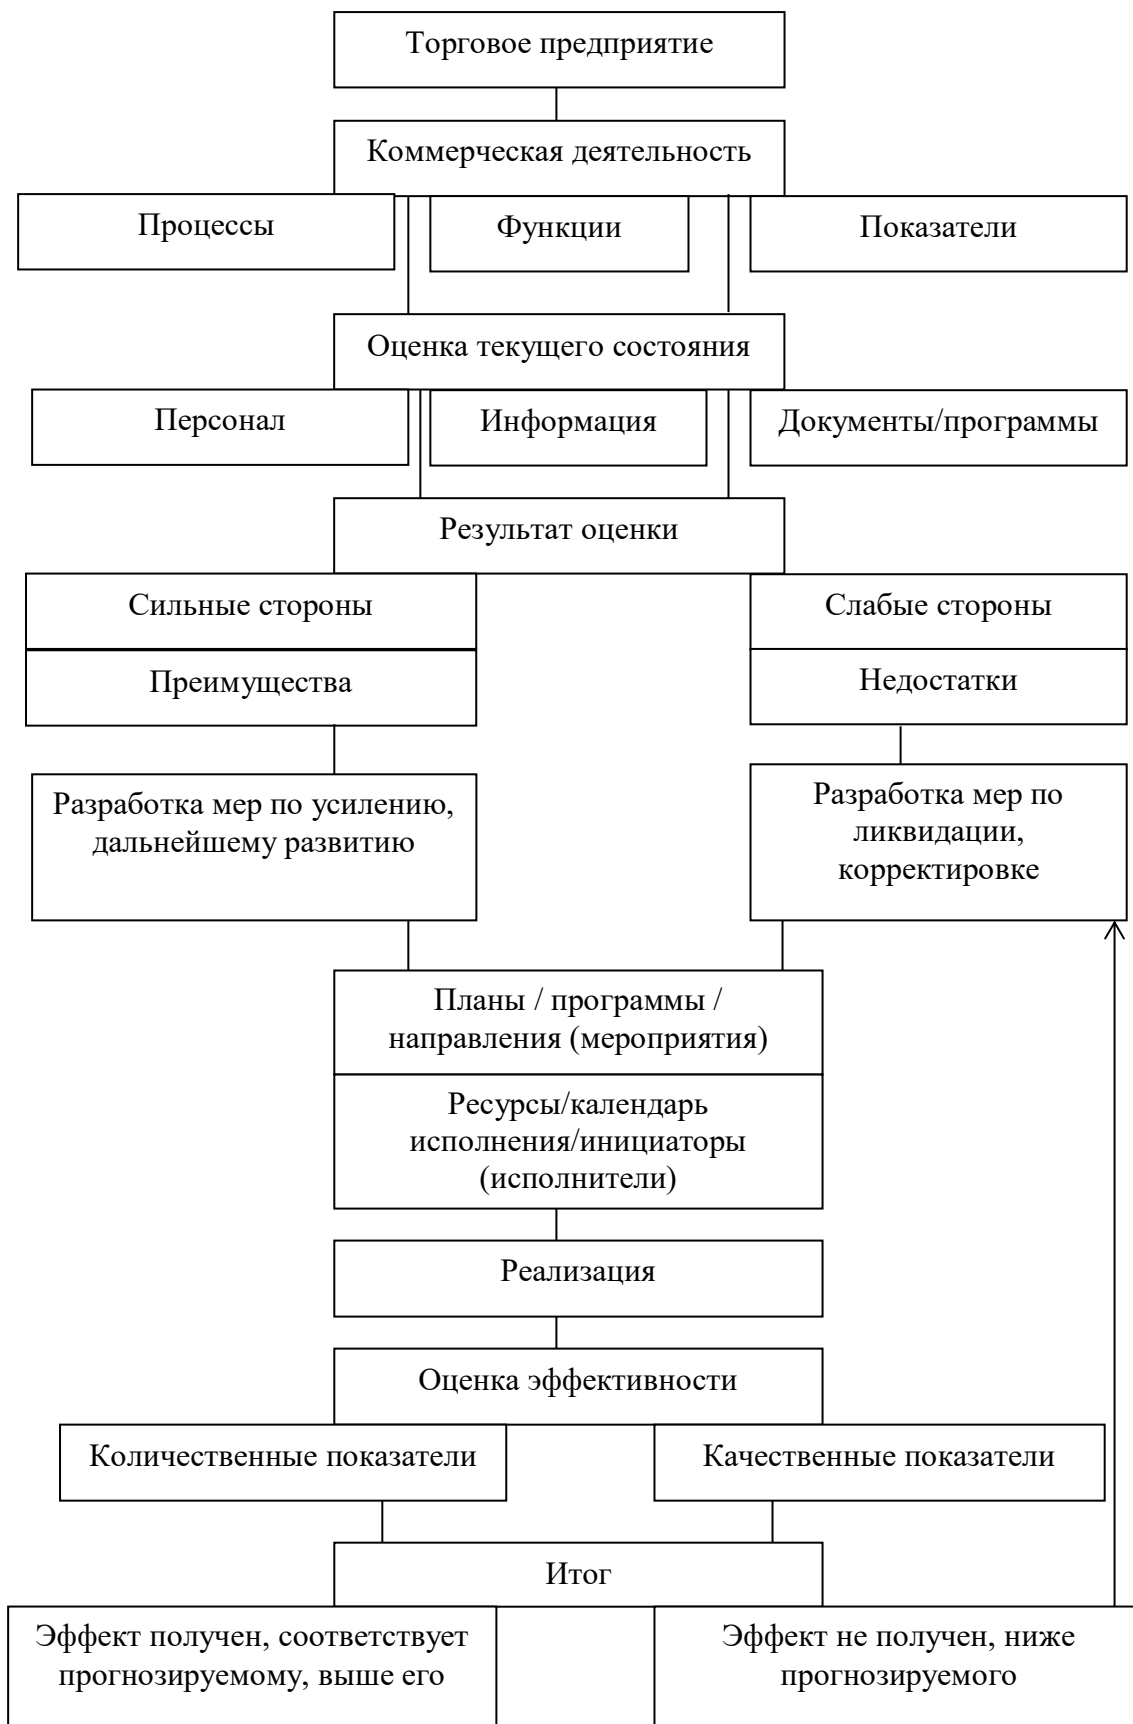 Торговое предприятие
Коммерческая деятельность
Процессы
Функции
Показатели
Оценка текущего состояния
Персонал
Информация
Документы/программы
Результат оценки
Сильные стороны
Слабые стороны
Преимущества
Недостатки
Разработка мер по усилению,
дальнейшему развитию
Разработка мер по
ликвидации,
корректировке
Планы / программы /
направления (мероприятия)
Ресурсы/календарь
исполнения/инициаторы
(исполнители)
Реализация
Оценка эффективности
Количественные показатели
Качественные показатели
Итог
Эффект получен, соответствует
прогнозируемому, выше его
Эффект не получен, ниже
прогнозируемого